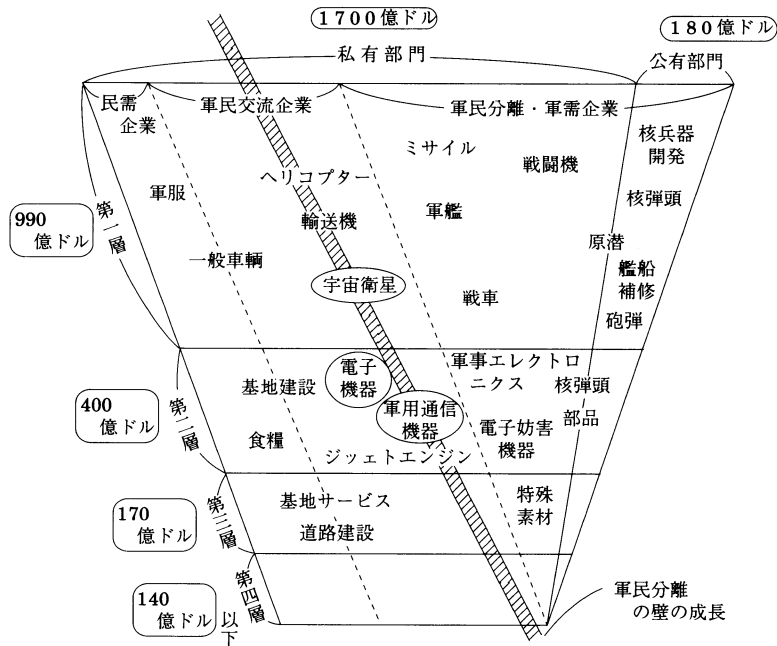 1700億ドル
180億ドル
私有部門
公有部門
民需
企業
軍民交流企業
軍民分離・軍需企業
ミサイル
戦闘機
核兵器
開発
ヘリコプター
軍服
核弾頭
輸送機
軍艦
990
億ドル
第一層
原潜
一般車輌
艦船
補修
宇宙衛星
戦車
砲弾
電子
機器
軍事エレクトロ
ニクス
核弾頭
部品
基地建設
400
億ドル
第二層
軍用通信
機器
電子妨害
機器
食糧
ジッェトエンジン
基地サービス
道路建設
特殊
素材
170
億ドル
第三層
140
億ドル
以下
第四層
軍民分離
の壁の成長